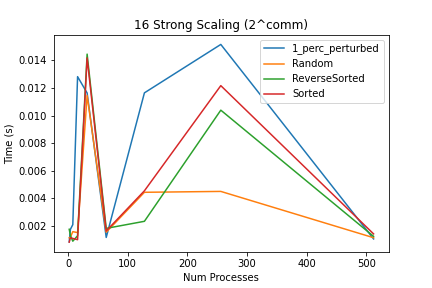 16 Strong Scaling (2^comm)
1_perc_perturbed
Random
ReverseSorted
Sorted
Time (s)
0.014
0.012
0.010
0.008
0.006
0.004
0.002
0 100 200 300 400 500
Num Processes